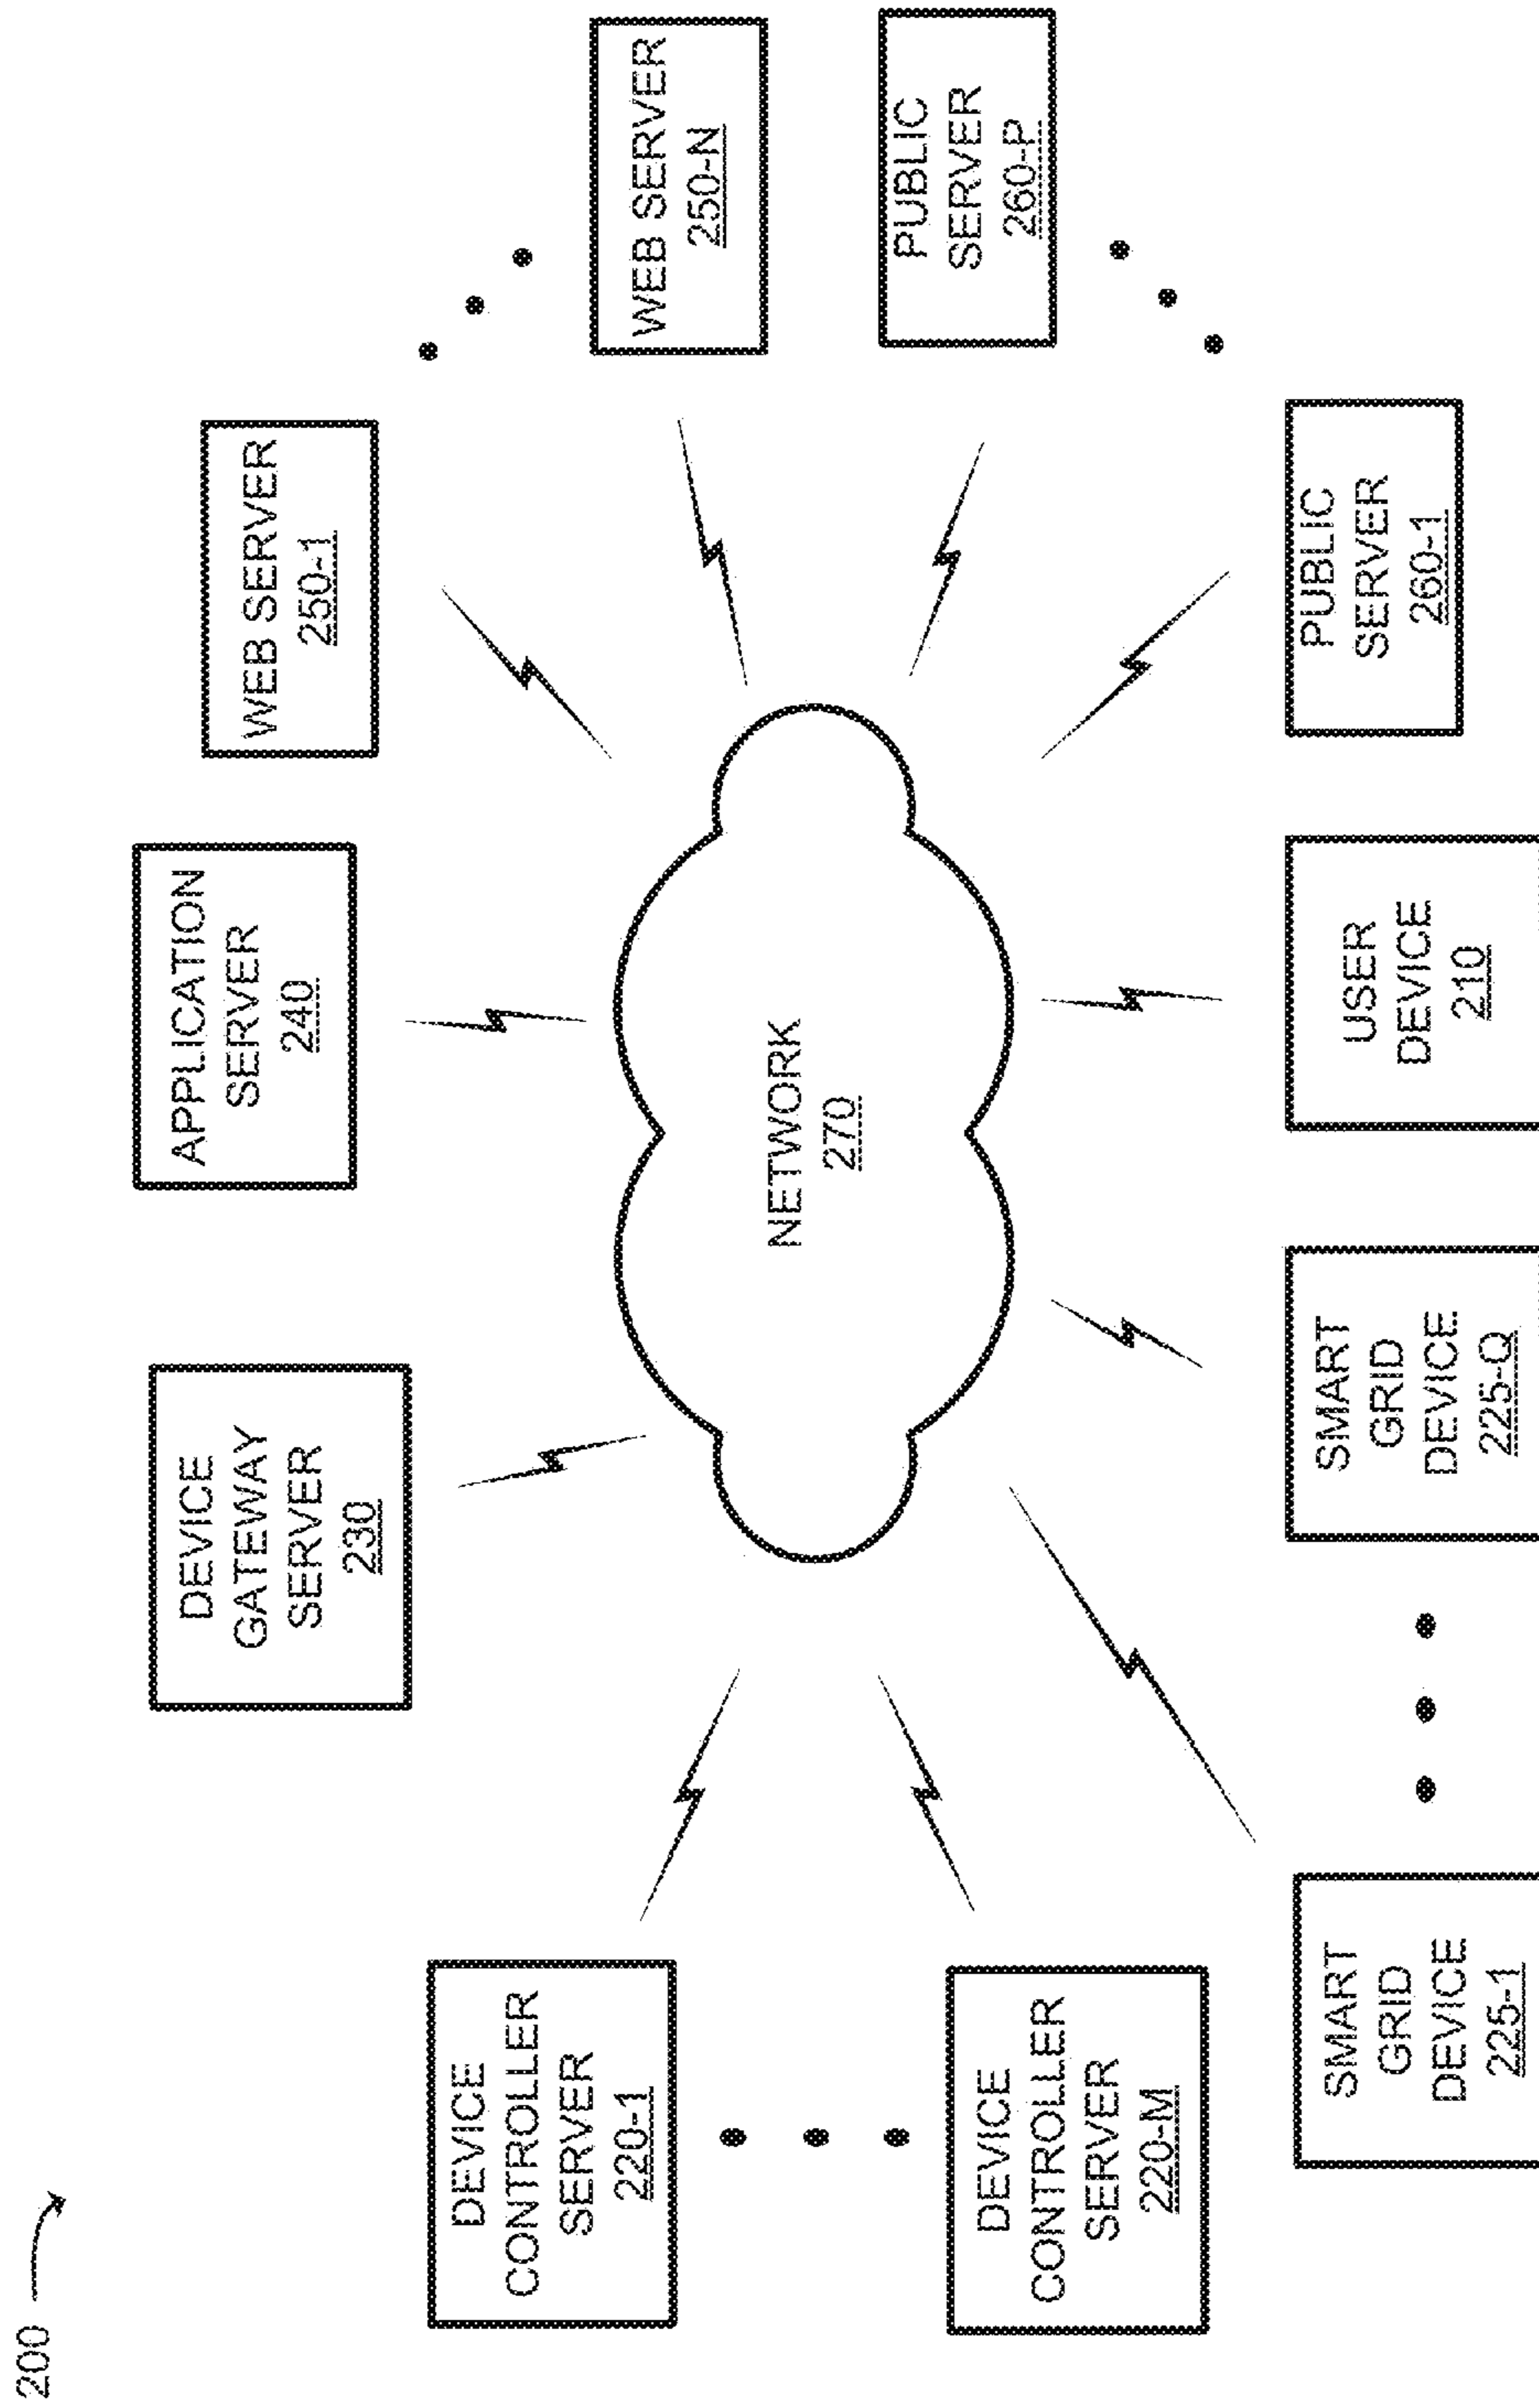 200
DEVICE
GATEWAY
SERVER
230
APPLICATION
SERVER
240
WEB SERVER
250-1
WEB SERVER
250-N
DEVICE
CONTROLLER
SERVER
220-1
NETWORK
270
DEVICE
CONTROLLER
SERVER
220-M
PUBLIC
SERVER
260-P
SMART
GRID
DEVICE
225-1
SMART
GRID
DEVICE
225-Q
USER
DEVICE
210
PUBLIC
SERVER
260-1